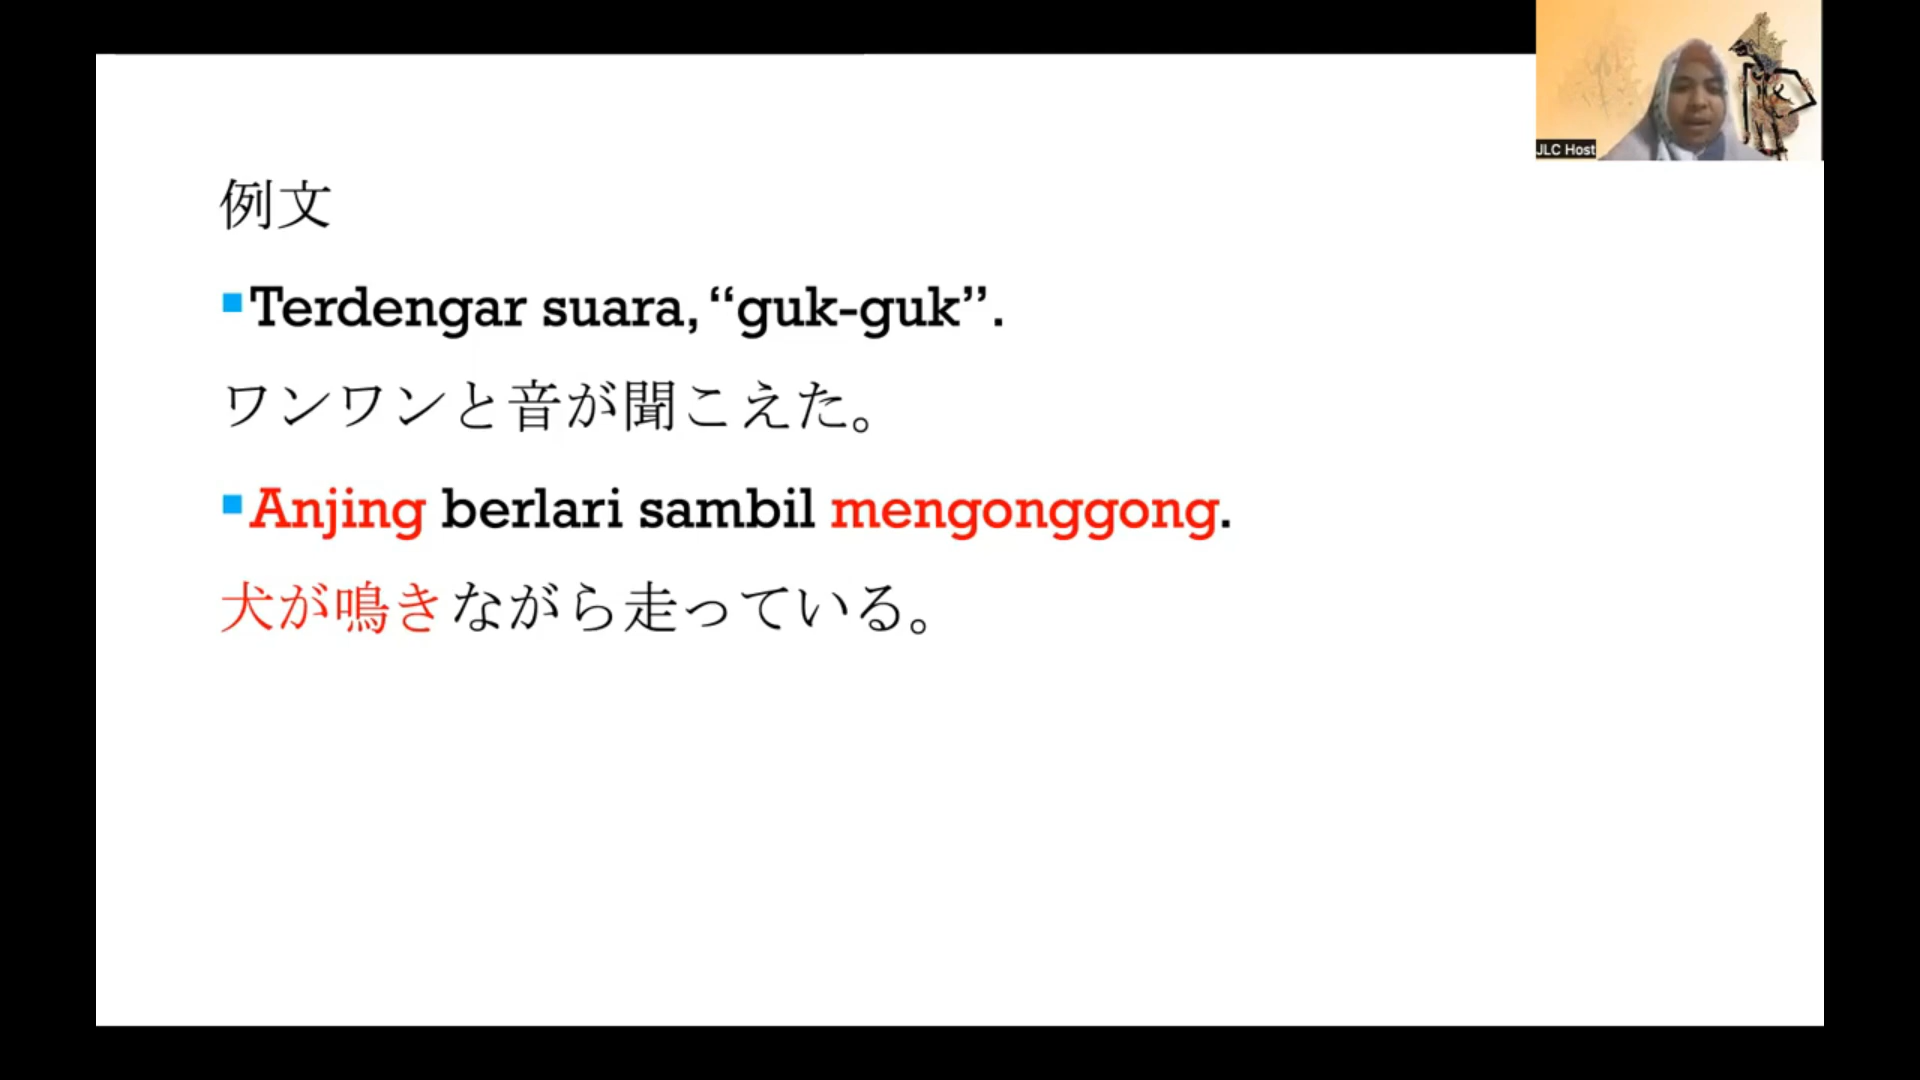 JLC Host
例文
▪Terdengar suara, “guk-guk”.
ワンワンと音が聞こえた。
▪Anjing berlari sambil mengonggong.
犬が鳴きながら走っている。